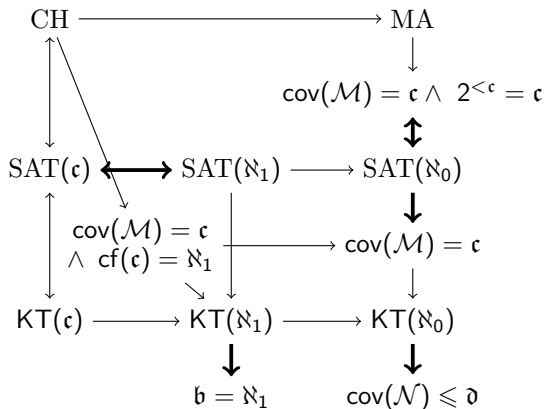 CH MA
cov(ℳ) = 𝔠 ∧ 2^{<𝔠} = 𝔠
SAT(𝔠) SAT(ℵ₁) SAT(ℵ₀)
cov(ℳ) = 𝔠
∧ cf(𝔠) = ℵ₁
cov(ℳ) = 𝔠
KT(𝔠) KT(ℵ₁) KT(ℵ₀)
𝔟 = ℵ₁ cov(𝒩) ⩽ 𝔡